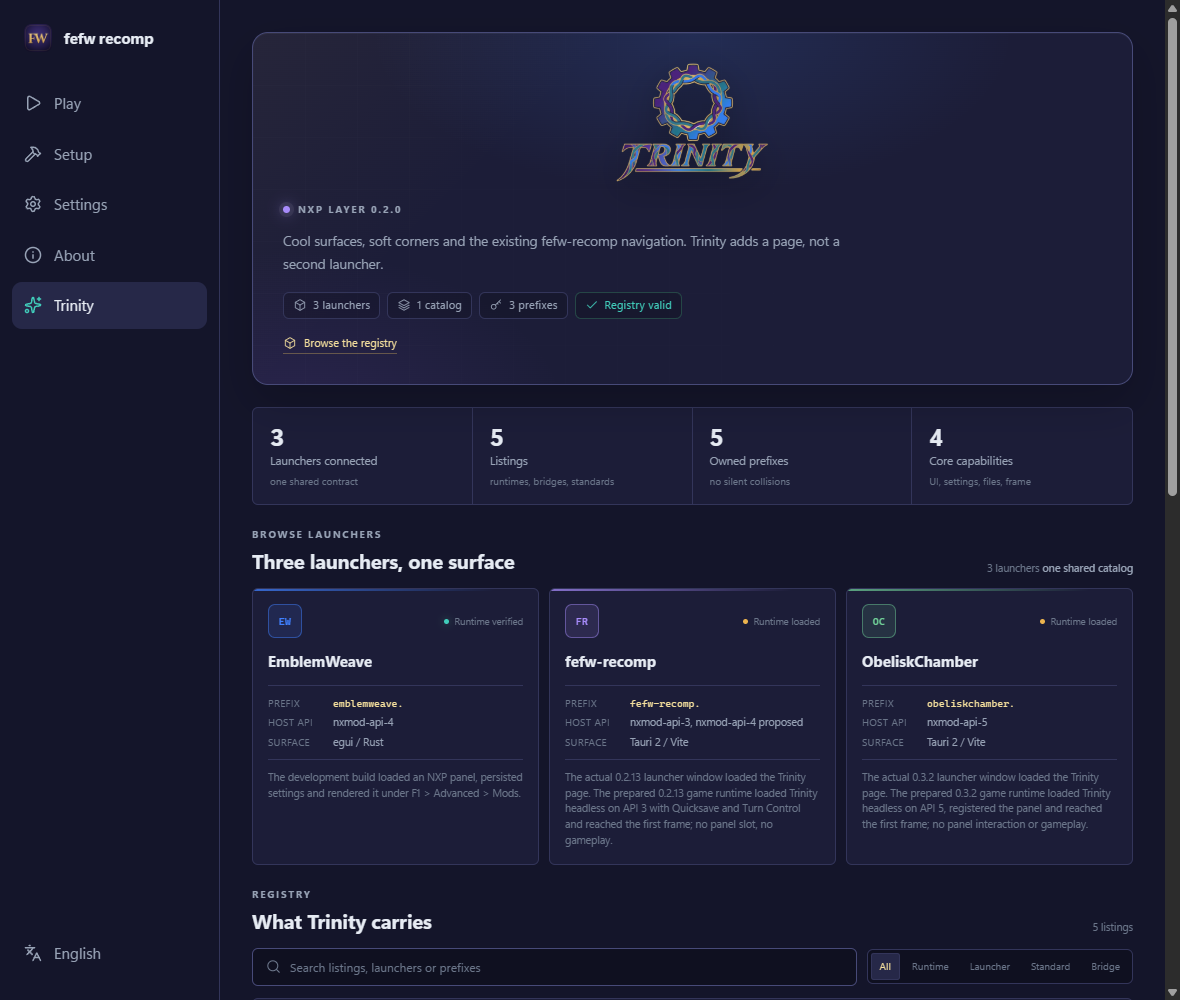 FW
fefw recomp
Play
Setup
Settings
About
Trinity
English
TRINITY
NXP LAYER 0.2.0
Cool surfaces, soft corners and the existing fefw-recomp navigation. Trinity adds a page, not a
second launcher.
3 launchers
1 catalog
3 prefixes
Registry valid
Browse the registry
3
Launchers connected
one shared contract
5
Listings
runtimes, bridges, standards
5
Owned prefixes
no silent collisions
4
Core capabilities
UI, settings, files, frame
BROWSE LAUNCHERS
Three launchers, one surface
3 launchers one shared catalog
EW
Runtime verified
EmblemWeave
PREFIX emblemweave.
HOST API nxmod-api-4
SURFACE egui / Rust
The development build loaded an NXP panel, persisted
settings and rendered it under F1 > Advanced > Mods.
FR
Runtime loaded
fefw-recomp
PREFIX fefw-recomp.
HOST API nxmod-api-3, nxmod-api-4 proposed
SURFACE Tauri 2 / Vite
The actual 0.2.13 launcher window loaded the Trinity
page. The prepared 0.2.13 game runtime loaded Trinity
headless on API 3 with Quicksave and Turn Control
and reached the first frame; no panel slot, no
gameplay.
OC
Runtime loaded
ObeliskChamber
PREFIX obeliskchamber.
HOST API nxmod-api-5
SURFACE Tauri 2 / Vite
The actual 0.3.2 launcher window loaded the Trinity
page. The prepared 0.3.2 game runtime loaded Trinity
headless on API 5, registered the panel and reached
the first frame; no panel interaction or gameplay.
REGISTRY
What Trinity carries
5 listings
Search listings, launchers or prefixes
All
Runtime
Launcher
Standard
Bridge